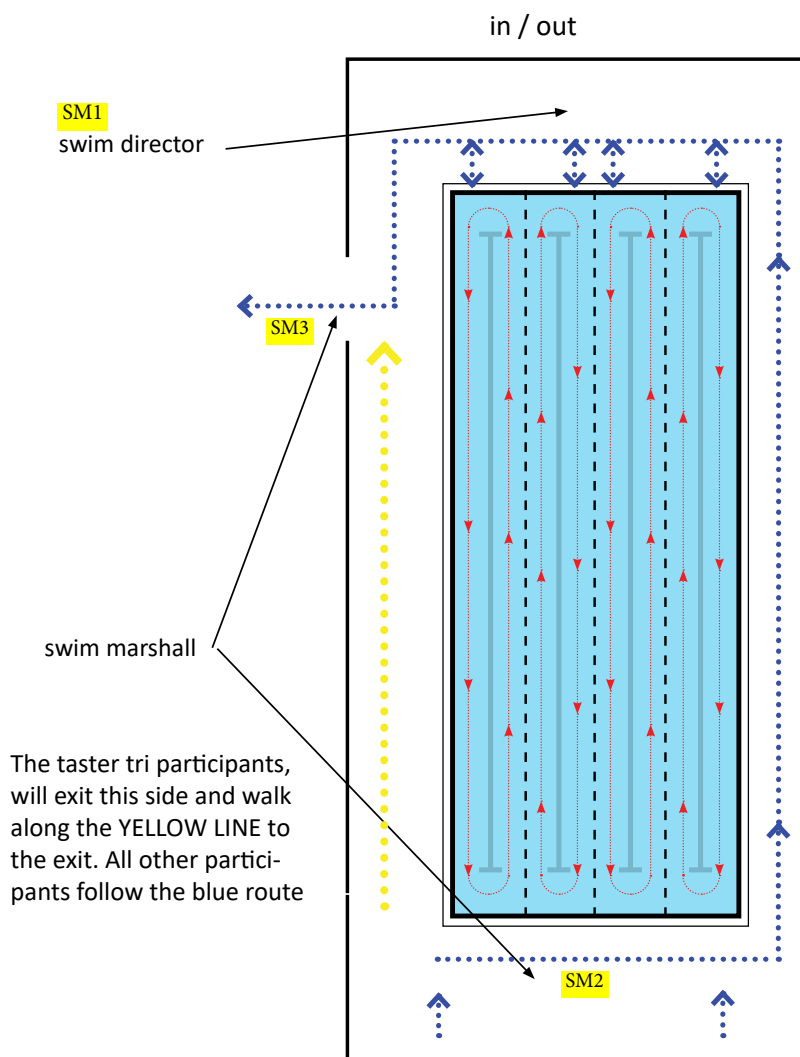 in / out
SM1
swim director
SM3
swim marshall
The taster tri participants,
will exit this side and walk
along the YELLOW LINE to
the exit. All other partici-
pants follow the blue route
SM2